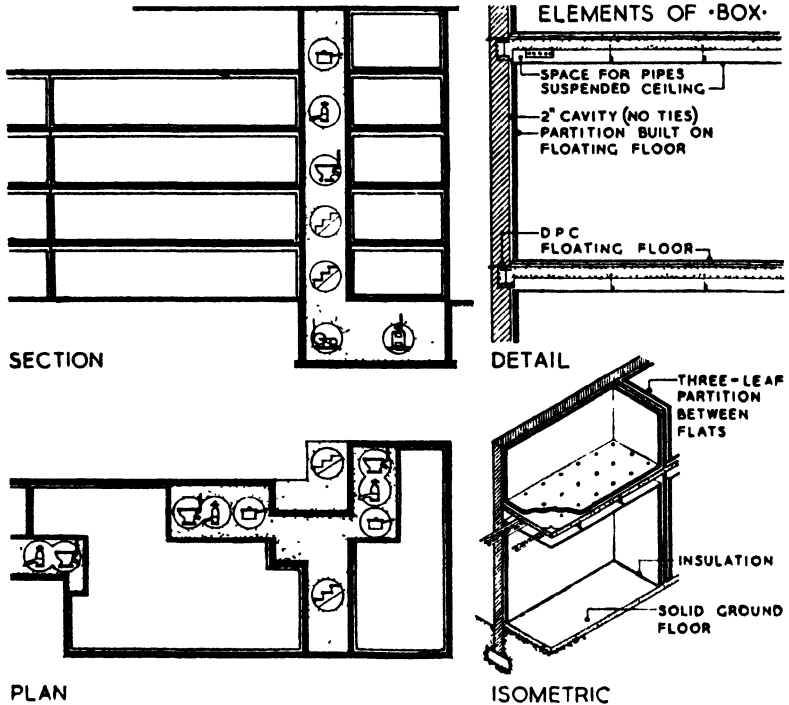 ELEMENTS OF ·BOX·
SPACE FOR PIPES
SUSPENDED CEILING
2" CAVITY (NO TIES)
PARTITION BUILT ON
FLOATING FLOOR
DPC
FLOATING FLOOR
SECTION
DETAIL
THREE-LEAF
PARTITION
BETWEEN
FLATS
INSULATION
SOLID GROUND
FLOOR
PLAN
ISOMETRIC